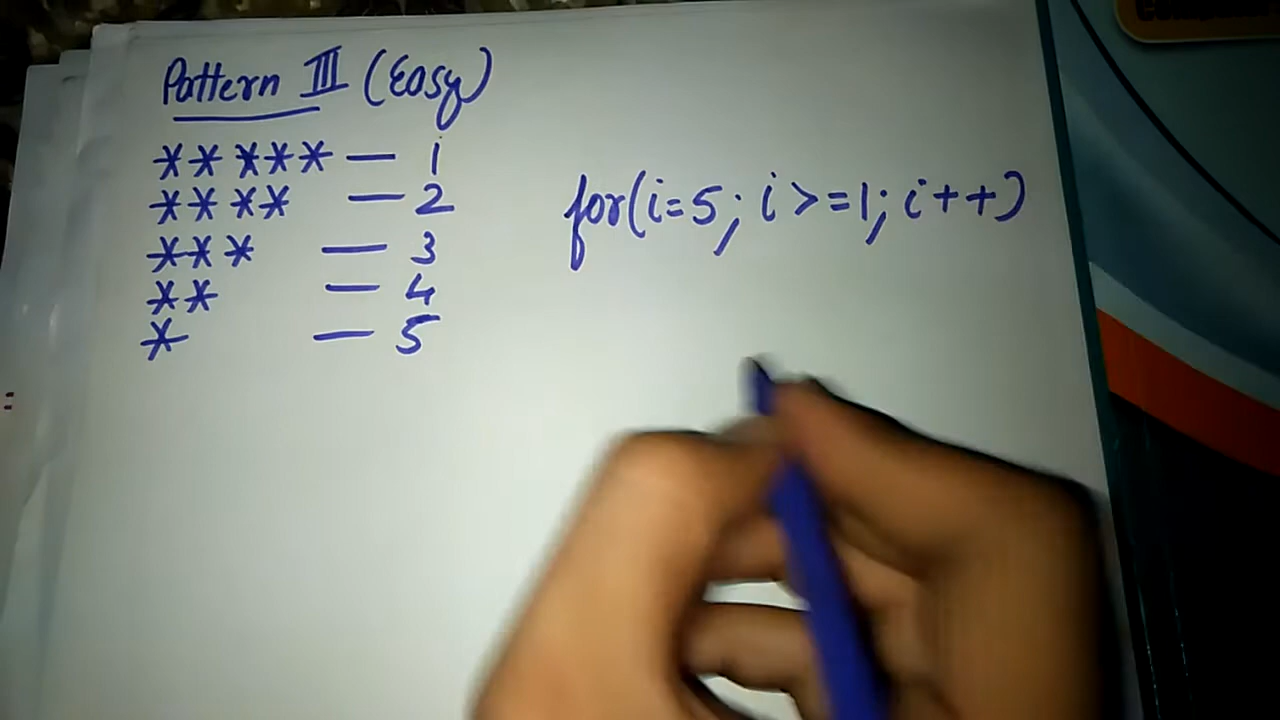 Pattern III (Easy)
***** — 1
**** — 2
*** — 3
** — 4
* — 5
for(i=5; i>=1; i++)